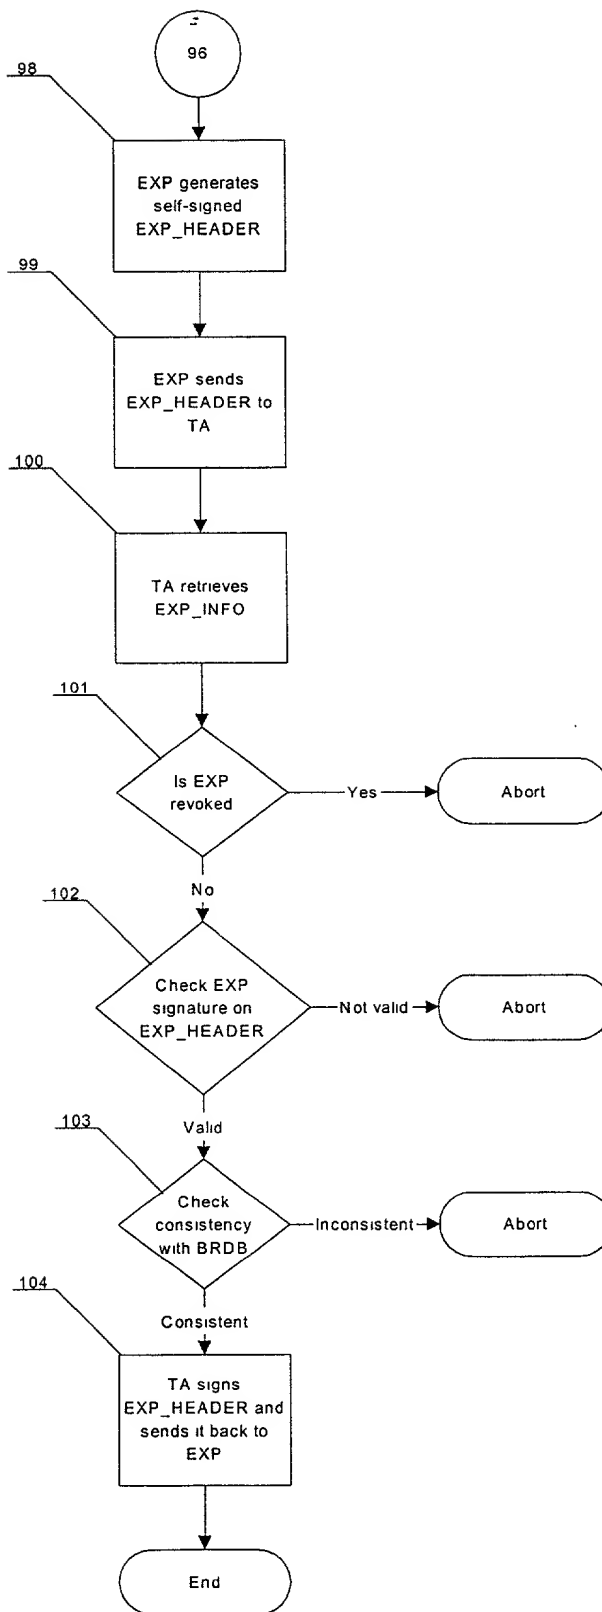 96
98
EXP generates
self-signed
EXP_HEADER
99
EXP sends
EXP_HEADER to
TA
100
TA retrieves
EXP_INFO
101
Is EXP
revoked
Yes
Abort
No
102
Check EXP
signature on
EXP_HEADER
Not valid
Abort
Valid
103
Check
consistency
with BRDB
Inconsistent
Abort
Consistent
104
TA signs
EXP_HEADER and
sends it back to
EXP
End